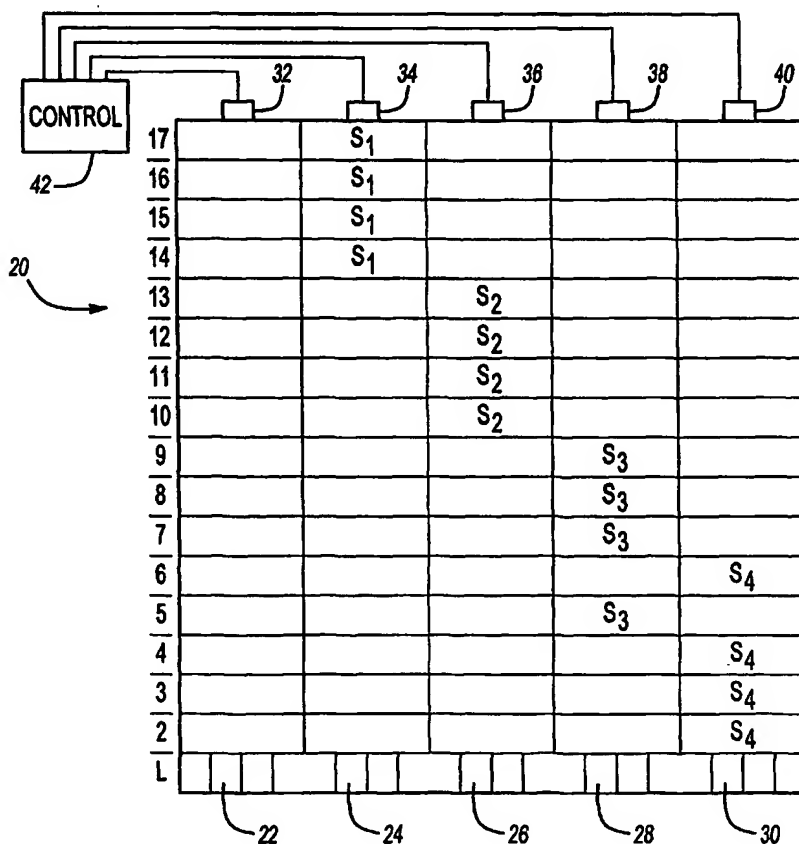 32 34 36 38 40
CONTROL
42
20
17 S₁
16 S₁
15 S₁
14 S₁
13 S₂
12 S₂
11 S₂
10 S₂
9 S₃
8 S₃
7 S₃
6 S₄
5 S₃
4 S₄
3 S₄
2 S₄
L
22 24 26 28 30